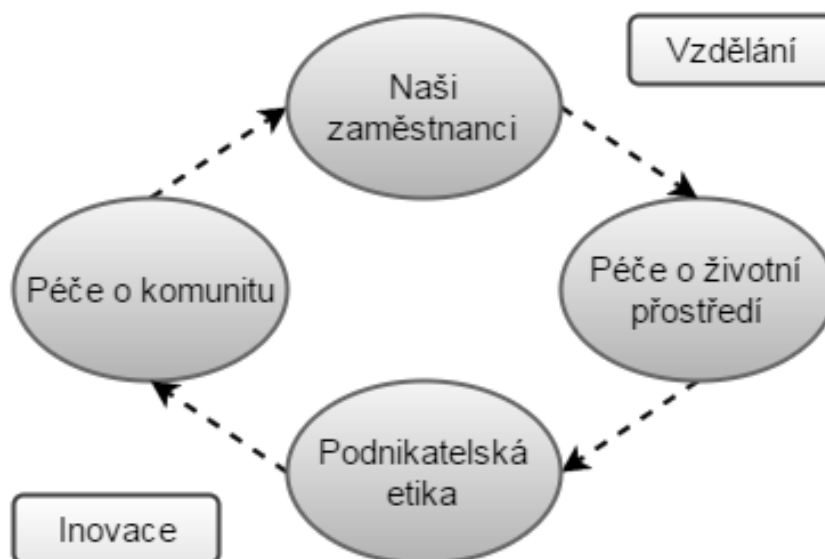 Vzdělání
Naši
zaměstnanci
Péče o komunitu
Péče o životní
přostředí
Podnikatelská
etika
Inovace